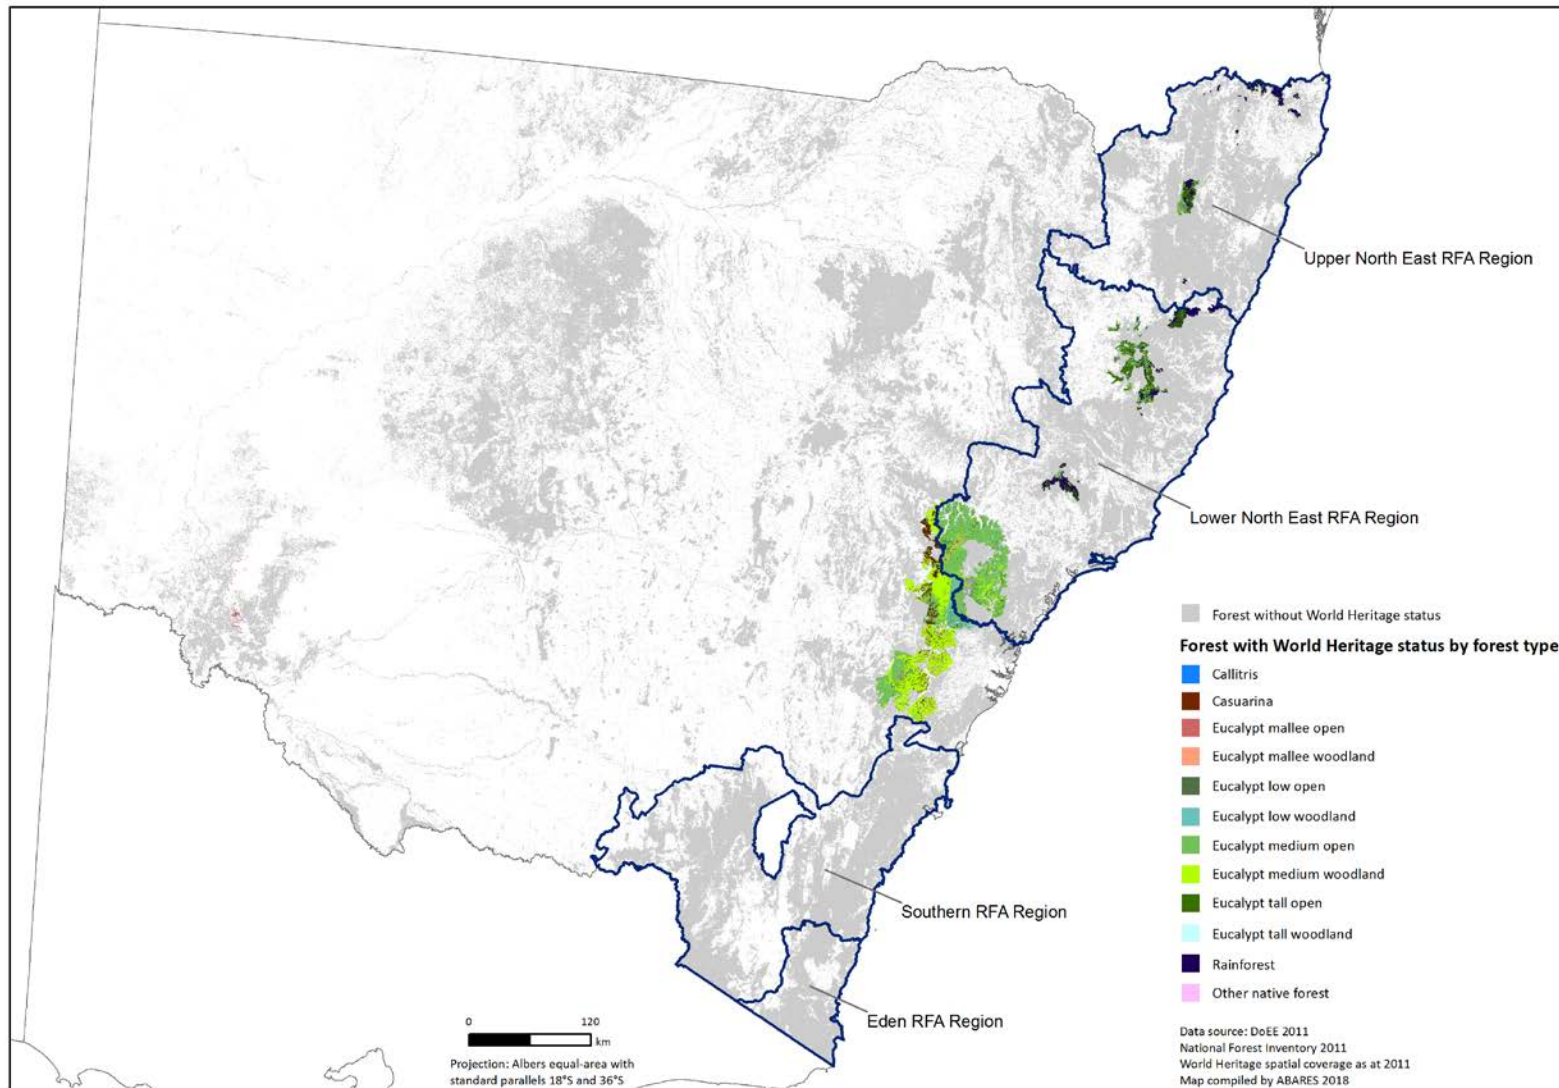 Upper North East RFA Region
Lower North East RFA Region
Southern RFA Region
Eden RFA Region
Forest without World Heritage status
Forest with World Heritage status by forest type
Callitris
Casuarina
Eucalypt mallee open
Eucalypt mallee woodland
Eucalypt low open
Eucalypt low woodland
Eucalypt medium open
Eucalypt medium woodland
Eucalypt tall open
Eucalypt tall woodland
Rainforest
Other native forest
0 120
km
Projection: Albers equal-area with
standard parallels 18°S and 36°S
Data source: DoEE 2011
National Forest Inventory 2011
World Heritage spatial coverage as at 2011
Map compiled by ABARES 2018